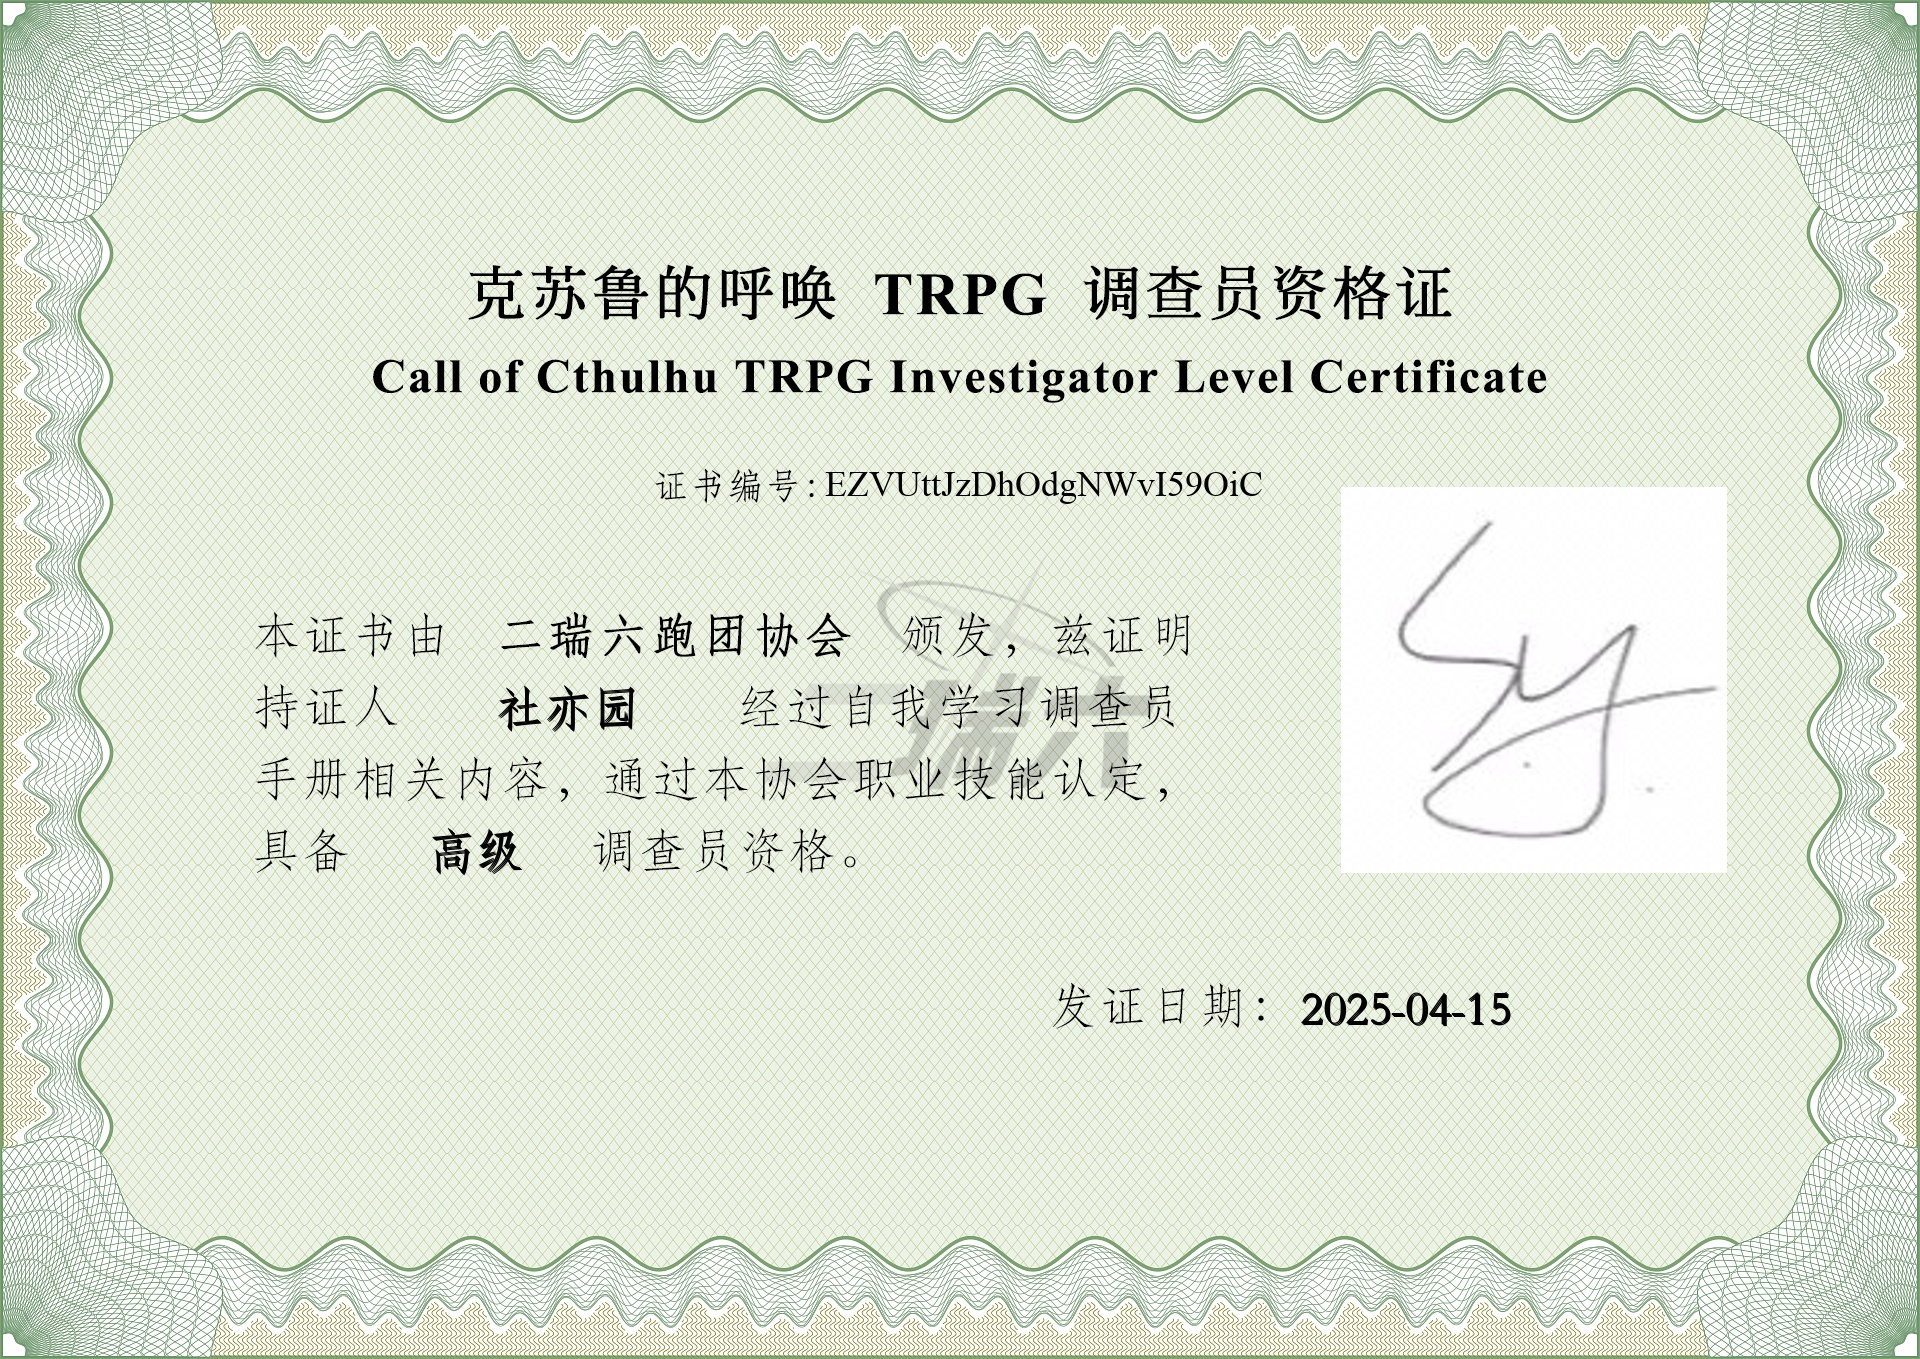 克苏鲁的呼唤 TRPG 调查员资格证
Call of Cthulhu TRPG Investigator Level Certificate
证书编号:EZVUttJzDhOdgNWvI59OiC
本证书由 二瑞六跑团协会 颁发，兹证明
持证人 社亦园 经过自我学习调查员
手册相关内容，通过本协会职业技能认定，
具备 高级 调查员资格。
二瑞六
发证日期：2025-04-15